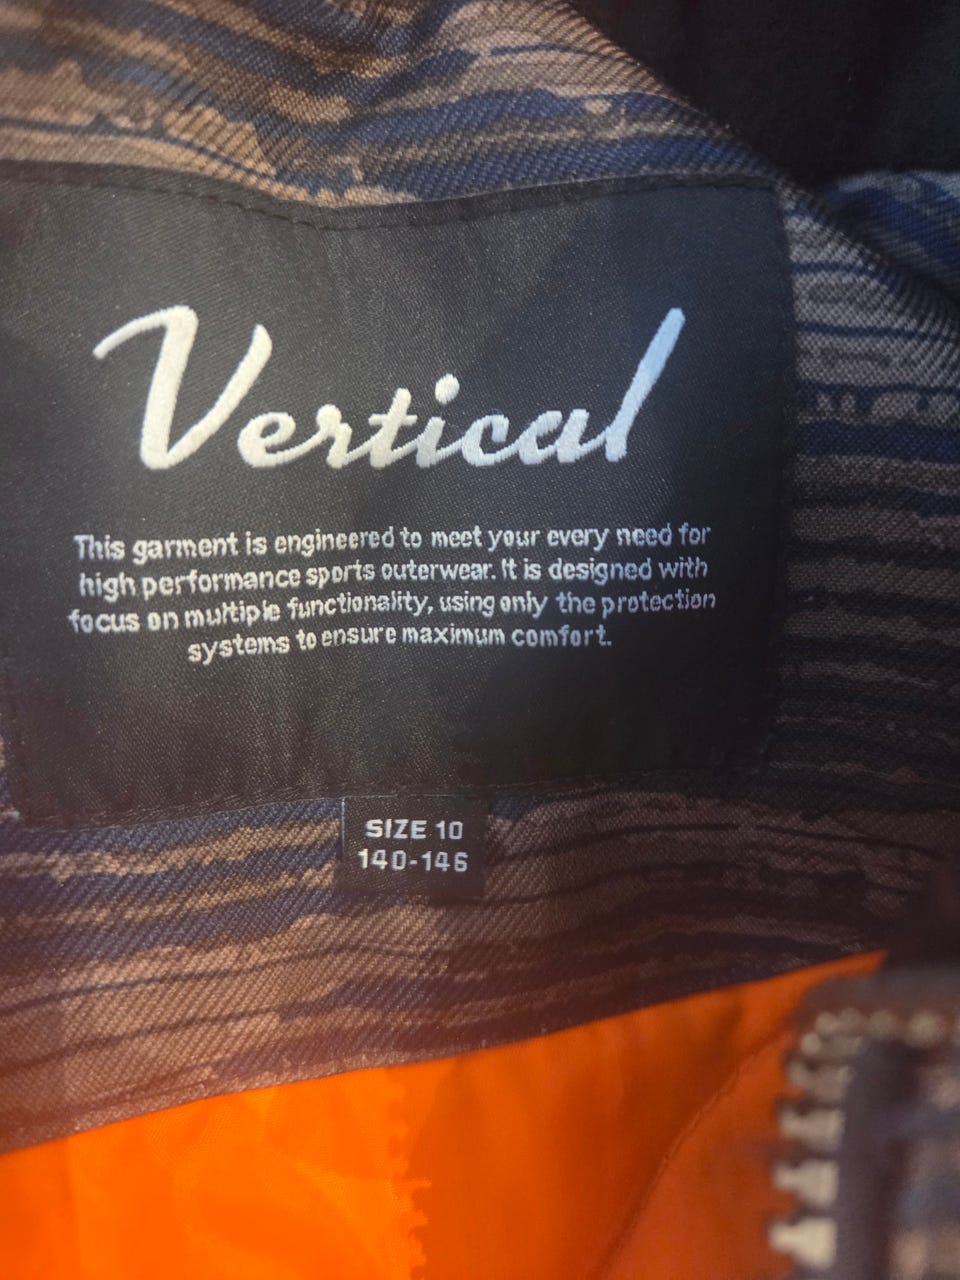 Vertical
This garment is engineered to meet your every need for
high performance sports outerwear. It is designed with
focus on multiple functionality, using only the protection
systems to ensure maximum comfort.
SIZE 10
140-146